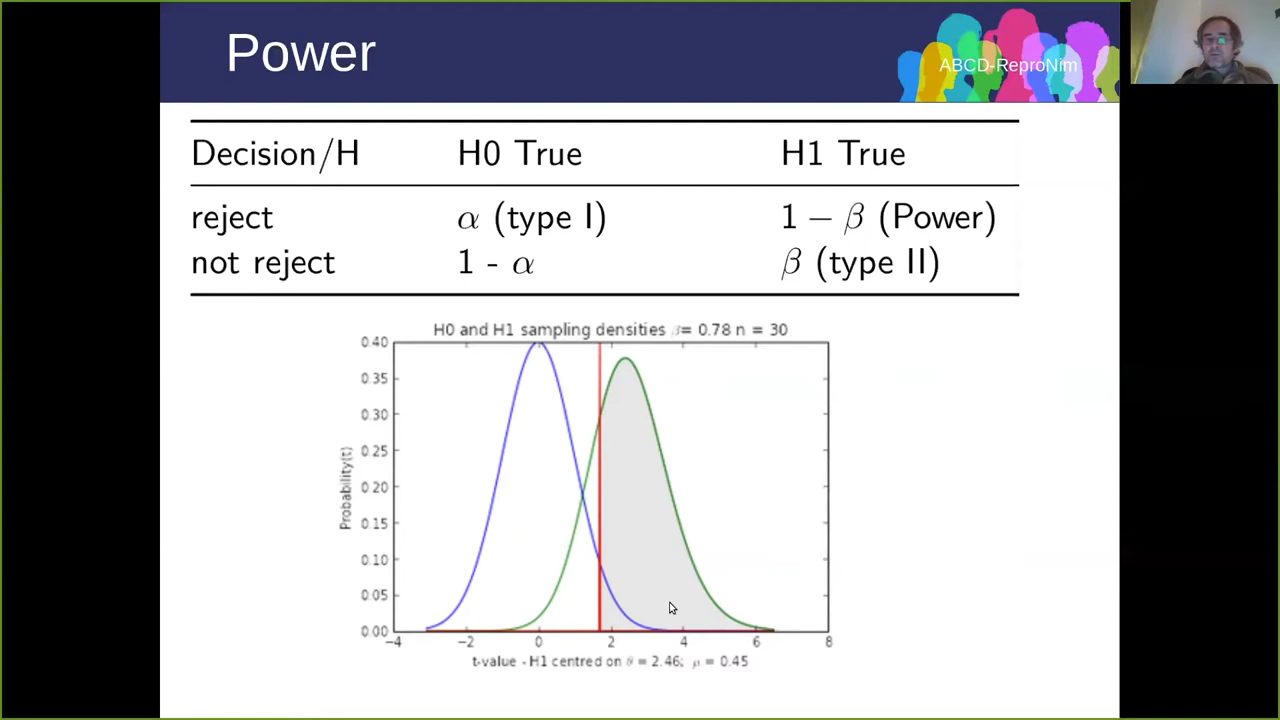 Power
ABCD-ReproNim
Decision/H H0 True H1 True
reject α (type I) 1 − β (Power)
not reject 1 - α β (type II)
H0 and H1 sampling densities β= 0.78 n = 30
0.40
0.35
0.30
0.25
0.20
0.15
0.10
0.05
0.00
Probability(t)
−4 −2 0 2 4 6 8
t-value - H1 centred on θ = 2.46; μ = 0.45